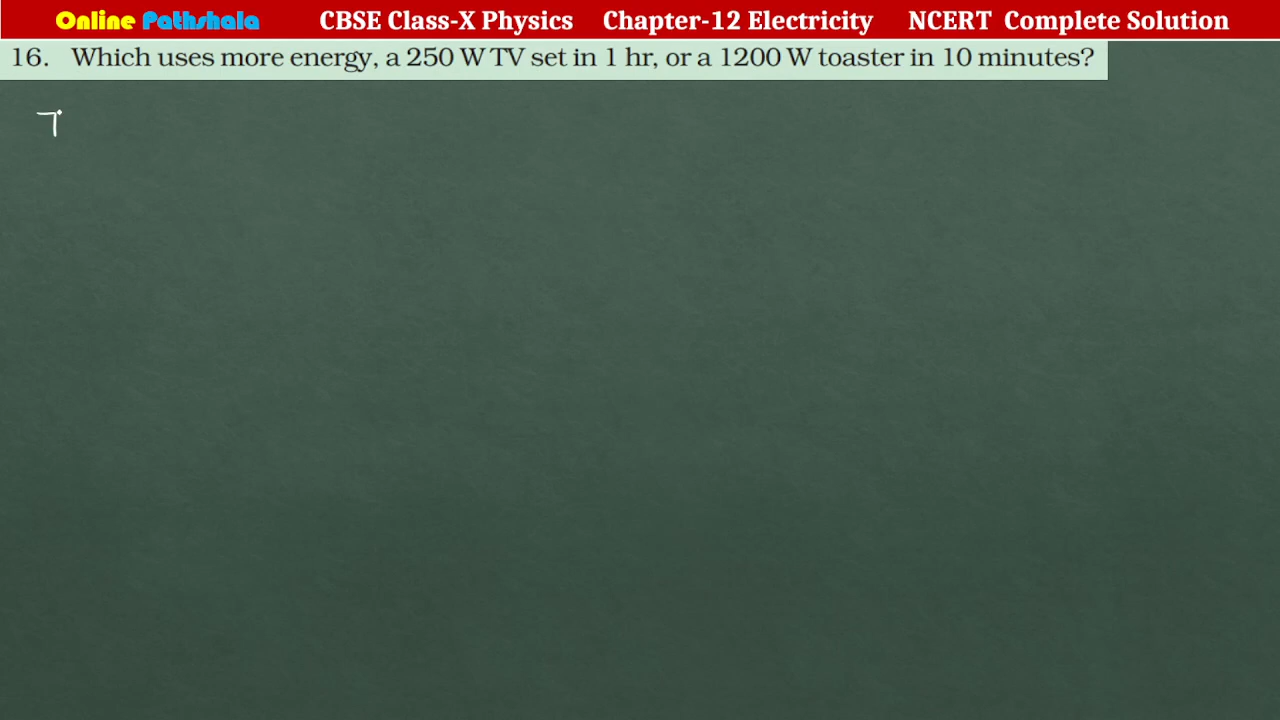 Online Pathshala CBSE Class-X Physics Chapter-12 Electricity NCERT Complete Solution
16. Which uses more energy, a 250 W TV set in 1 hr, or a 1200 W toaster in 10 minutes?
T